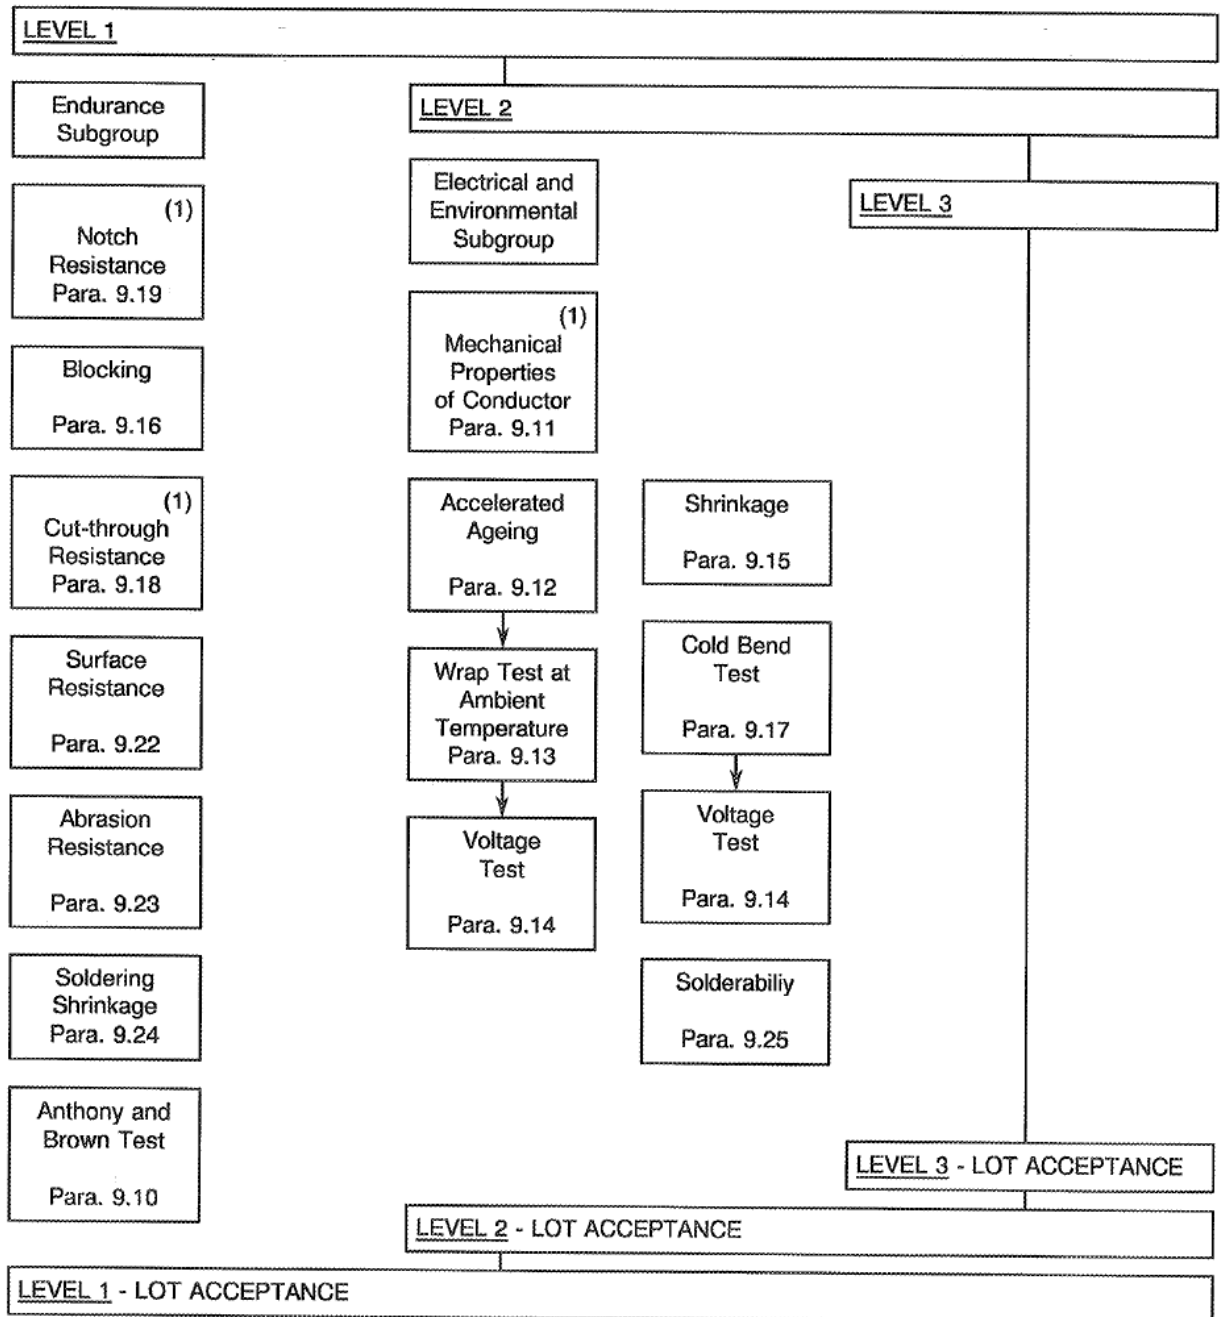 LEVEL 1
Endurance
Subgroup
LEVEL 2
Electrical and
Environmental
Subgroup
LEVEL 3
(1)
Notch
Resistance
Para. 9.19
(1)
Mechanical
Properties
of Conductor
Para. 9.11
Blocking
Para. 9.16
(1)
Cut-through
Resistance
Para. 9.18
Accelerated
Ageing
Para. 9.12
Shrinkage
Para. 9.15
Surface
Resistance
Para. 9.22
Wrap Test at
Ambient
Temperature
Para. 9.13
Cold Bend
Test
Para. 9.17
Abrasion
Resistance
Para. 9.23
Voltage
Test
Para. 9.14
Voltage
Test
Para. 9.14
Soldering
Shrinkage
Para. 9.24
Solderabiliy
Para. 9.25
Anthony and
Brown Test
Para. 9.10
LEVEL 3 - LOT ACCEPTANCE
LEVEL 2 - LOT ACCEPTANCE
LEVEL 1 - LOT ACCEPTANCE